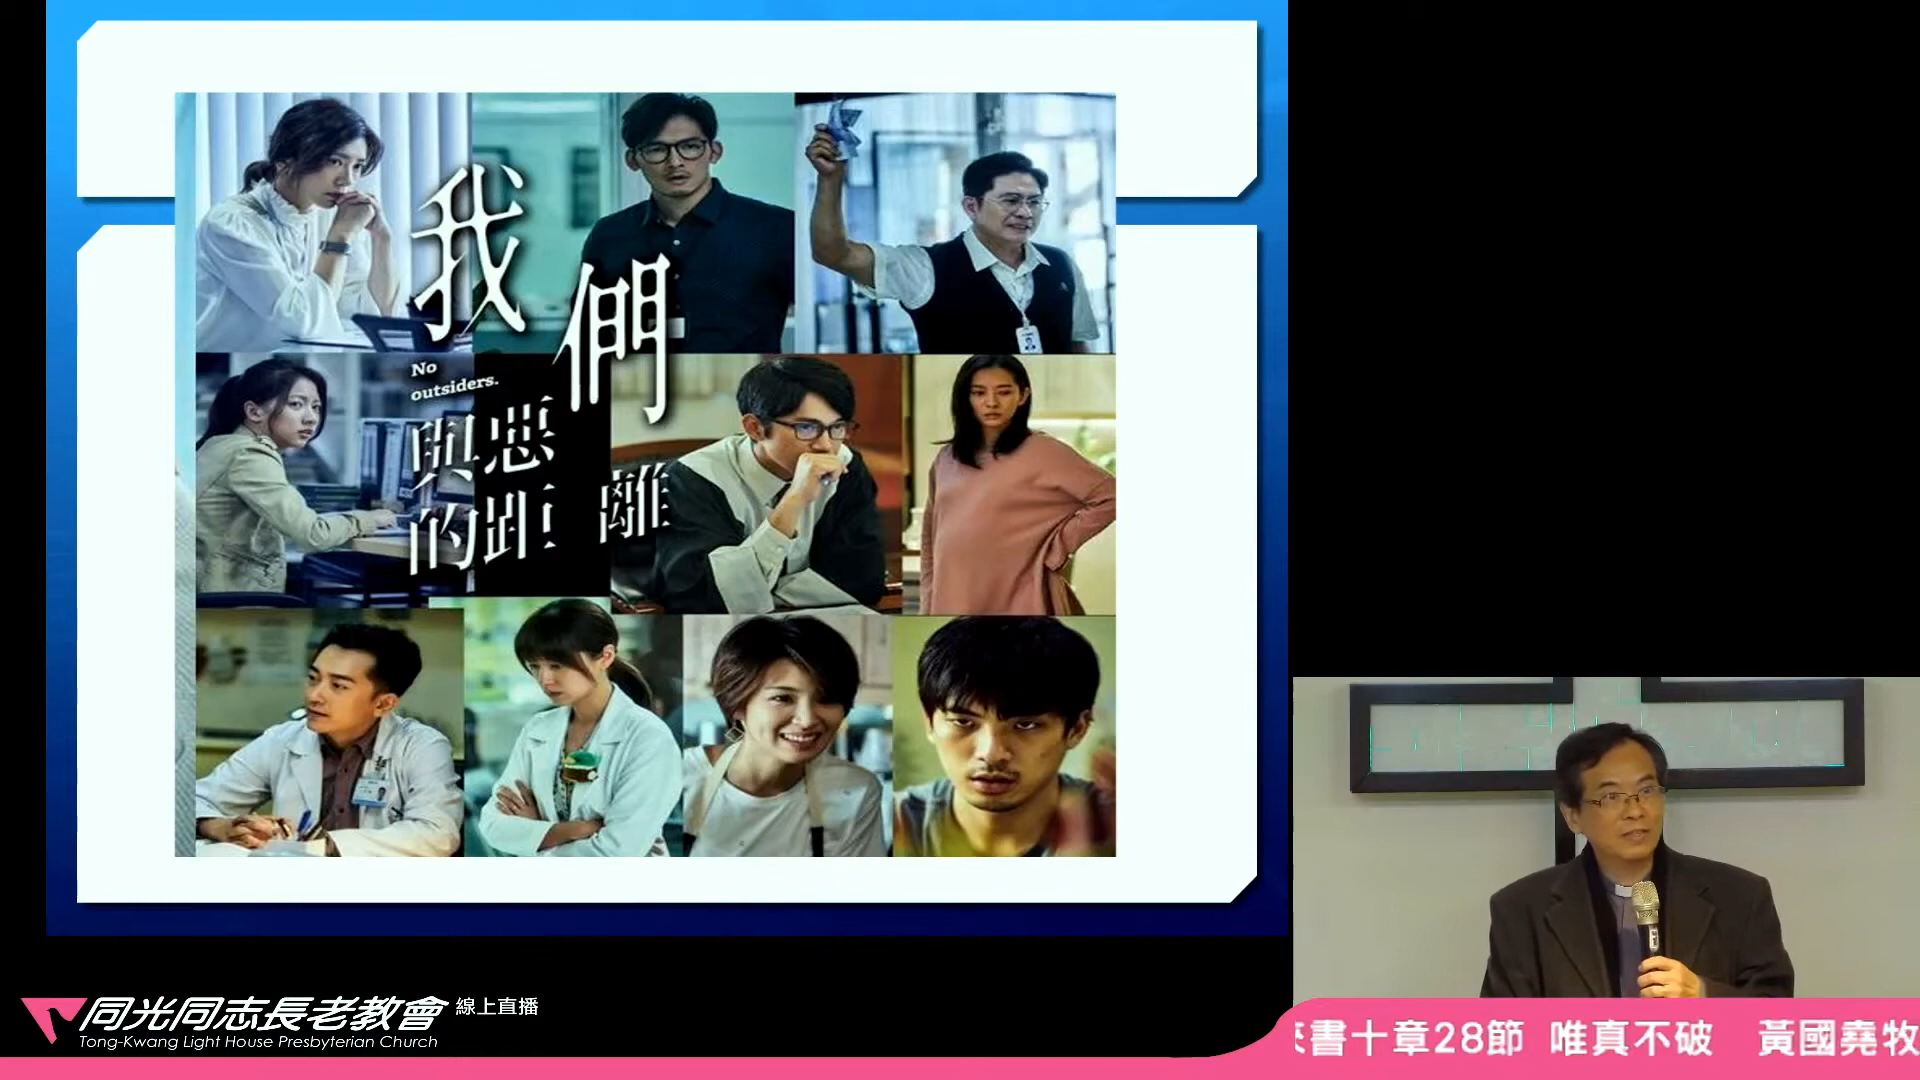 我們
No
outsiders.
與惡
的距離
同光同志長老教會 線上直播
Tong-Kwang Light House Presbyterian Church
書十章28節 唯真不破 黃國堯牧